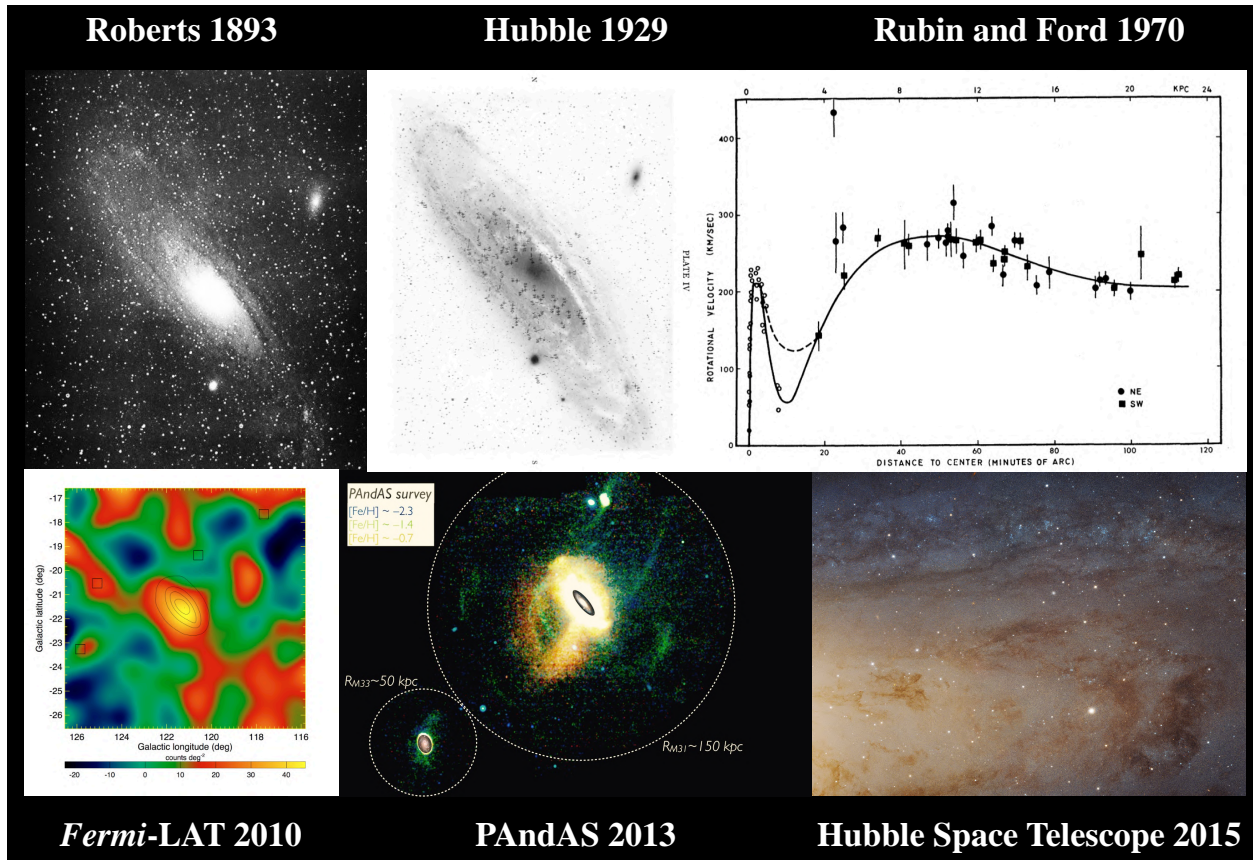 Roberts 1893
Hubble 1929
Rubin and Ford 1970
PLATE IV
0 4 8 12 16 20 KPC 24
400
300
200
100
0
ROTATIONAL VELOCITY (KM/SEC)
NE
SW
0 20 40 60 80 100 120
DISTANCE TO CENTER (MINUTES OF ARC)
-17
-18
-19
-20
-21
-22
-23
-24
-25
-26
Galactic latitude (deg)
126 124 122 120 118 116
Galactic longitude (deg)
counts deg⁻²
-20 -10 0 10 20 30 40
PAndAS survey
[Fe/H] ~ −2.3
[Fe/H] ~ −1.4
[Fe/H] ~ −0.7
RM33~50 kpc
RM31~150 kpc
Fermi-LAT 2010
PAndAS 2013
Hubble Space Telescope 2015